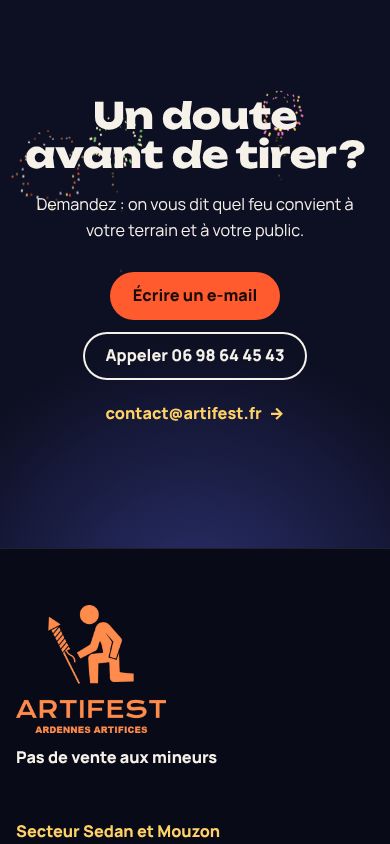 Un doute
avant de tirer ?
Demandez : on vous dit quel feu convient à
votre terrain et à votre public.
Écrire un e-mail
Appeler 06 98 64 45 43
contact@artifest.fr →
ARTIFEST
ARDENNES ARTIFICES
Pas de vente aux mineurs
Secteur Sedan et Mouzon